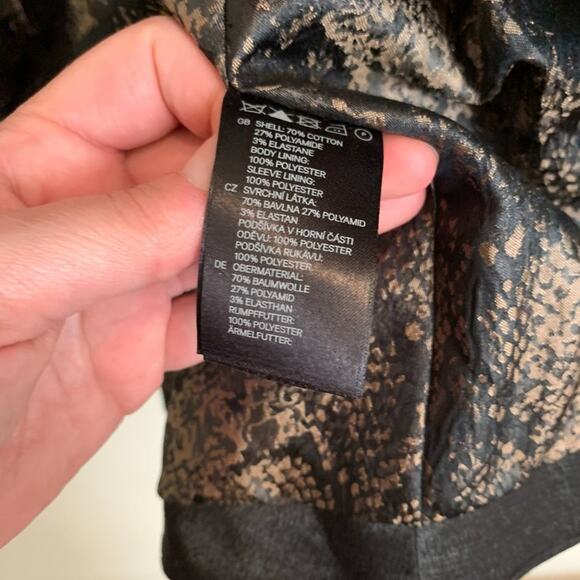 GB SHELL: 70% COTTON
27% POLYAMIDE
3% ELASTANE
BODY LINING:
100% POLYESTER
SLEEVE LINING:
100% POLYESTER
CZ SVRCHNÍ LÁTKA:
70% BAVLNA 27% POLYAMID
3% ELASTAN
PODŠÍVKA V HORNÍ ČÁSTI
ODĚVU: 100% POLYESTER
PODŠÍVKA RUKÁVU:
100% POLYESTER
DE OBERMATERIAL:
70% BAUMWOLLE
27% POLYAMID
3% ELASTHAN
RUMPFFUTTER:
100% POLYESTER
ÄRMELFUTTER: